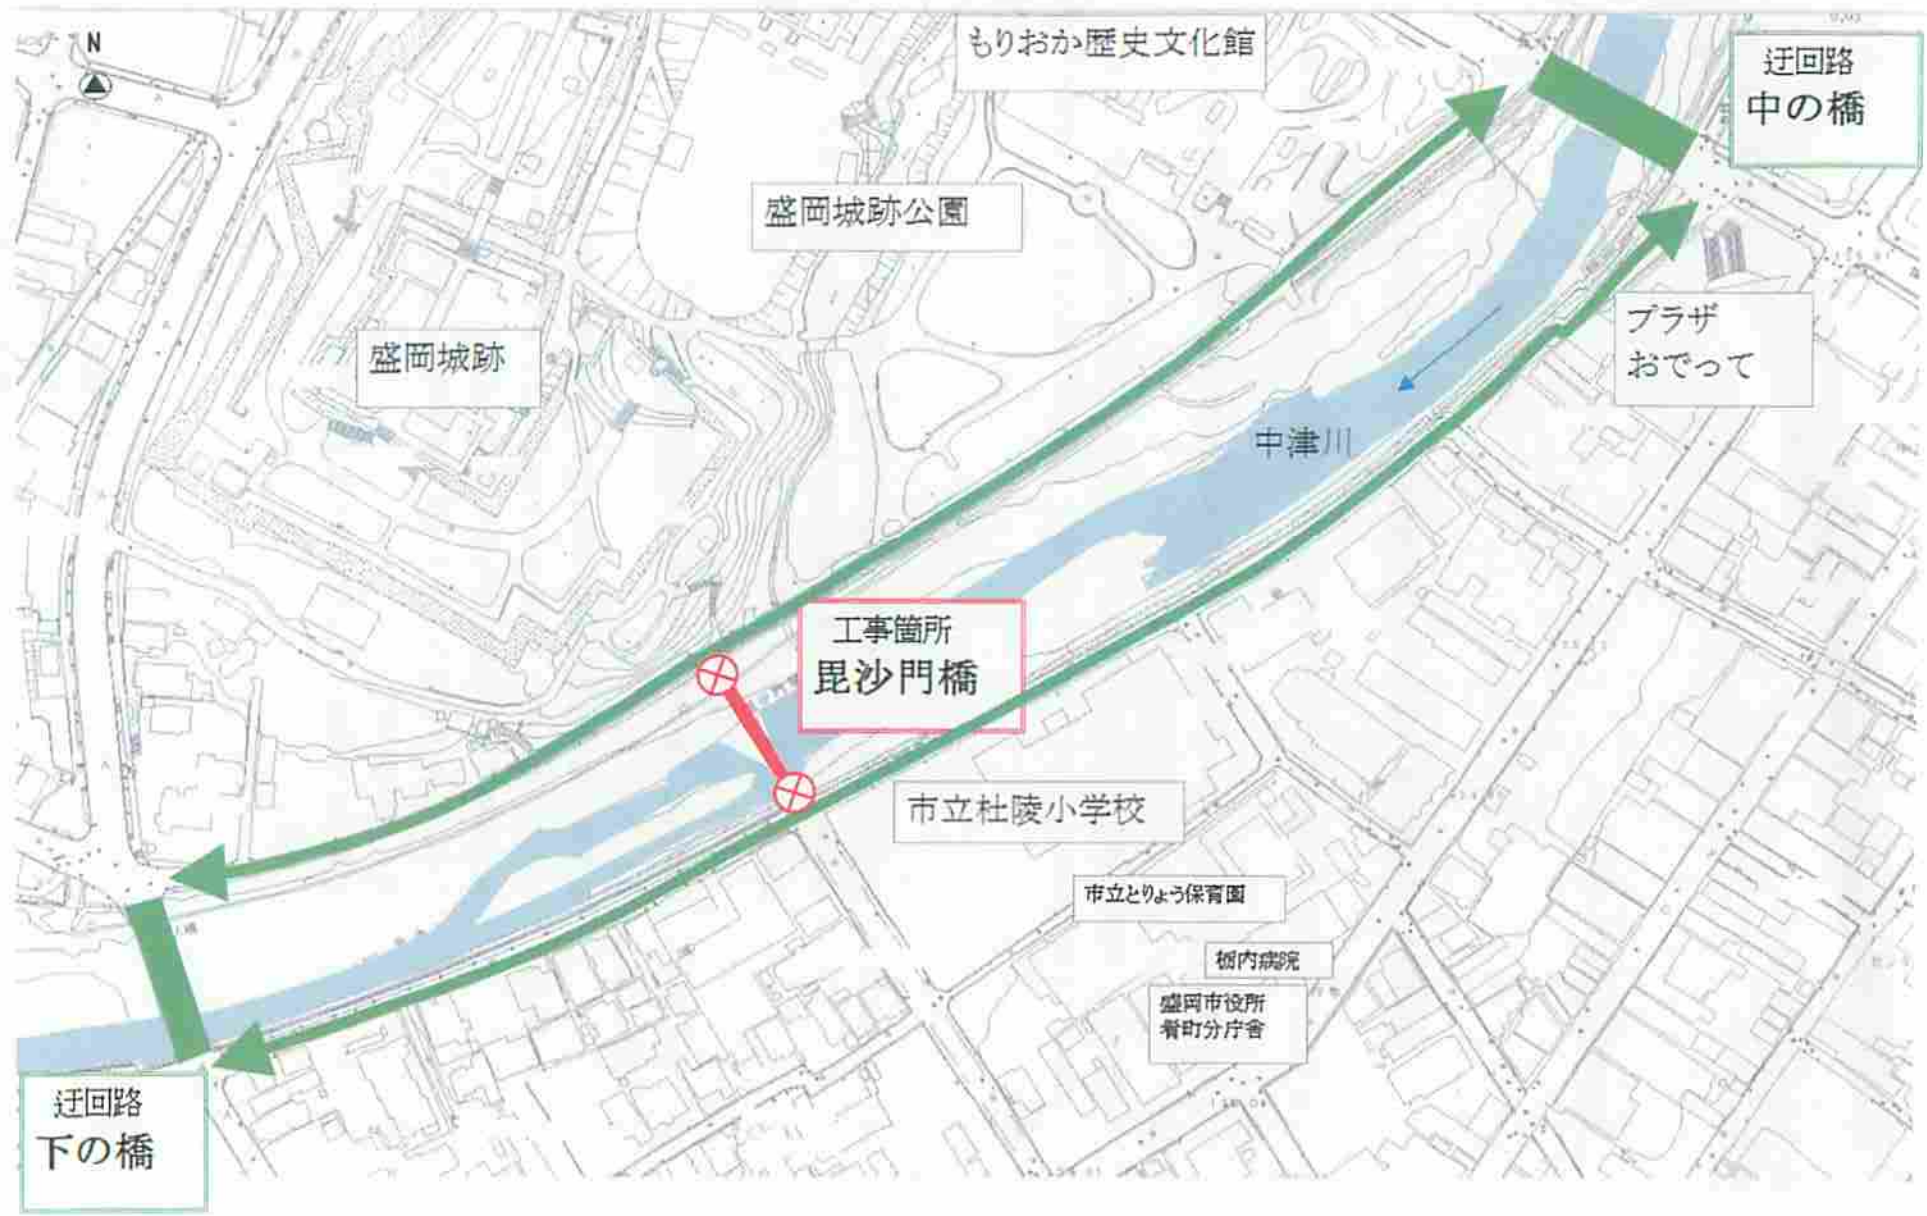 N
もりおか歴史文化館
迂回路
中の橋
盛岡城跡公園
プラザ
おでって
盛岡城跡
中津川
工事箇所
毘沙門橋
市立杜陵小学校
市立とりょう保育園
栃内病院
盛岡市役所
肴町分庁舎
迂回路
下の橋